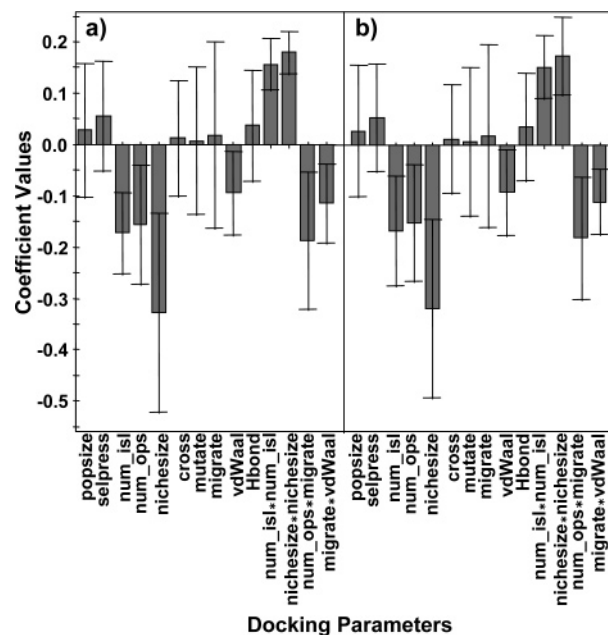 a)
b)
0.2
0.1
0.0
-0.1
-0.2
-0.3
-0.4
-0.5
Coefficient Values
popsize
selpress
num_isl
num_ops
nichesize
cross
mutate
migrate
vdWaal
Hbond
num_isl*num_isl
nichesize*nichesize
num_ops*migrate
migrate*vdWaal
popsize
selpress
num_isl
num_ops
nichesize
cross
mutate
migrate
vdWaal
Hbond
num_isl*num_isl
nichesize*nichesize
num_ops*migrate
migrate*vdWaal
Docking Parameters